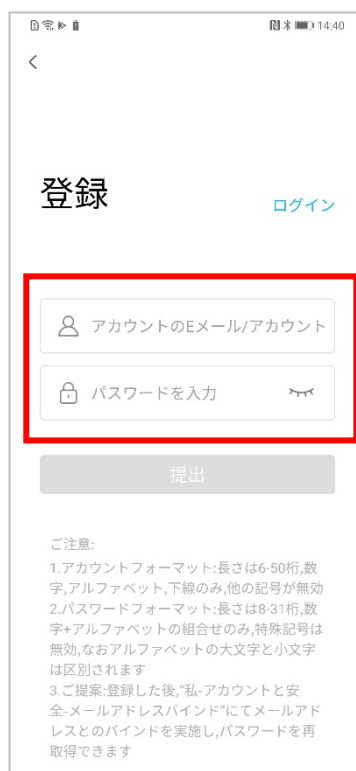 14:40
登録
ログイン
アカウントのEメール/アカウント
パスワードを入力
提出
ご注意:
1.アカウントフォーマット:長さは6-50桁,数
字,アルファベット,下線のみ,他の記号が無効
2.パスワードフォーマット:長さは8-31桁,数
字+アルファベットの組合せのみ,特殊記号は
無効,なおアルファベットの大文字と小文字
は区別されます
3.ご提案:登録した後,"私-アカウントと安
全-メールアドレスバインド"にてメールアド
レスとのバインドを実施し,パスワードを再
取得できます